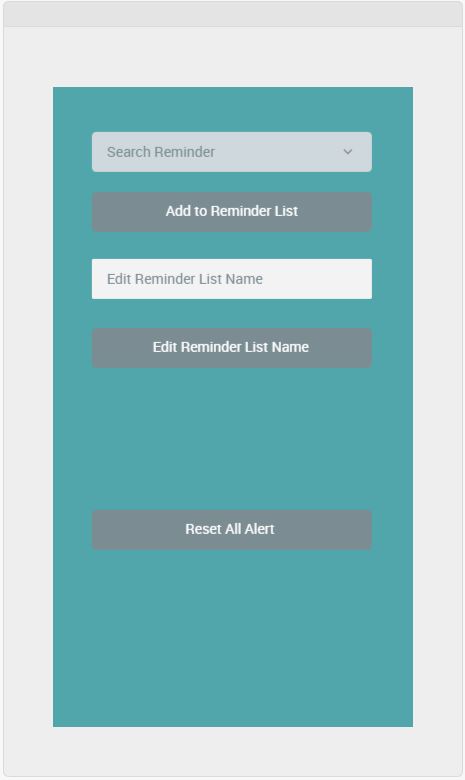 Search Reminder
Add to Reminder List
Edit Reminder List Name
Edit Reminder List Name
Reset All Alert